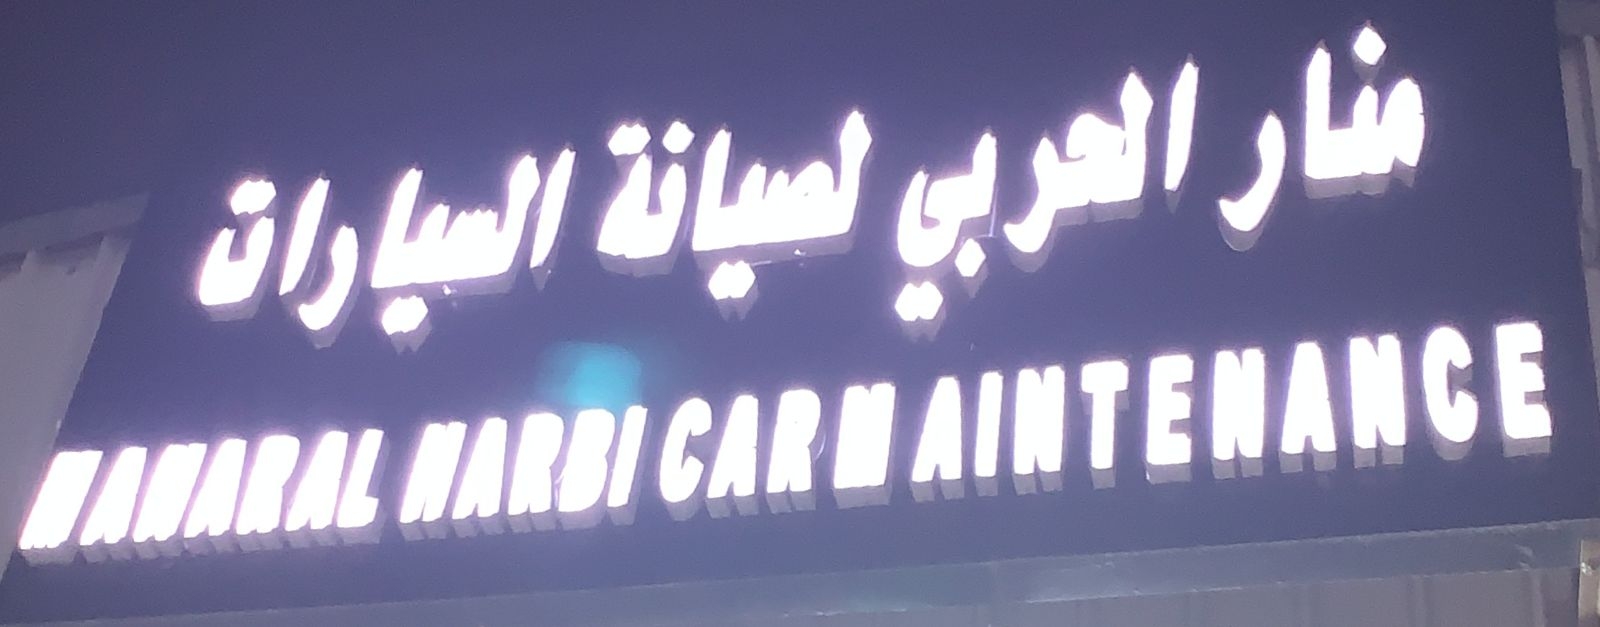 منار الحربي لصيانة السيارات
MANARAL HARBI CAR MAINTENANCE